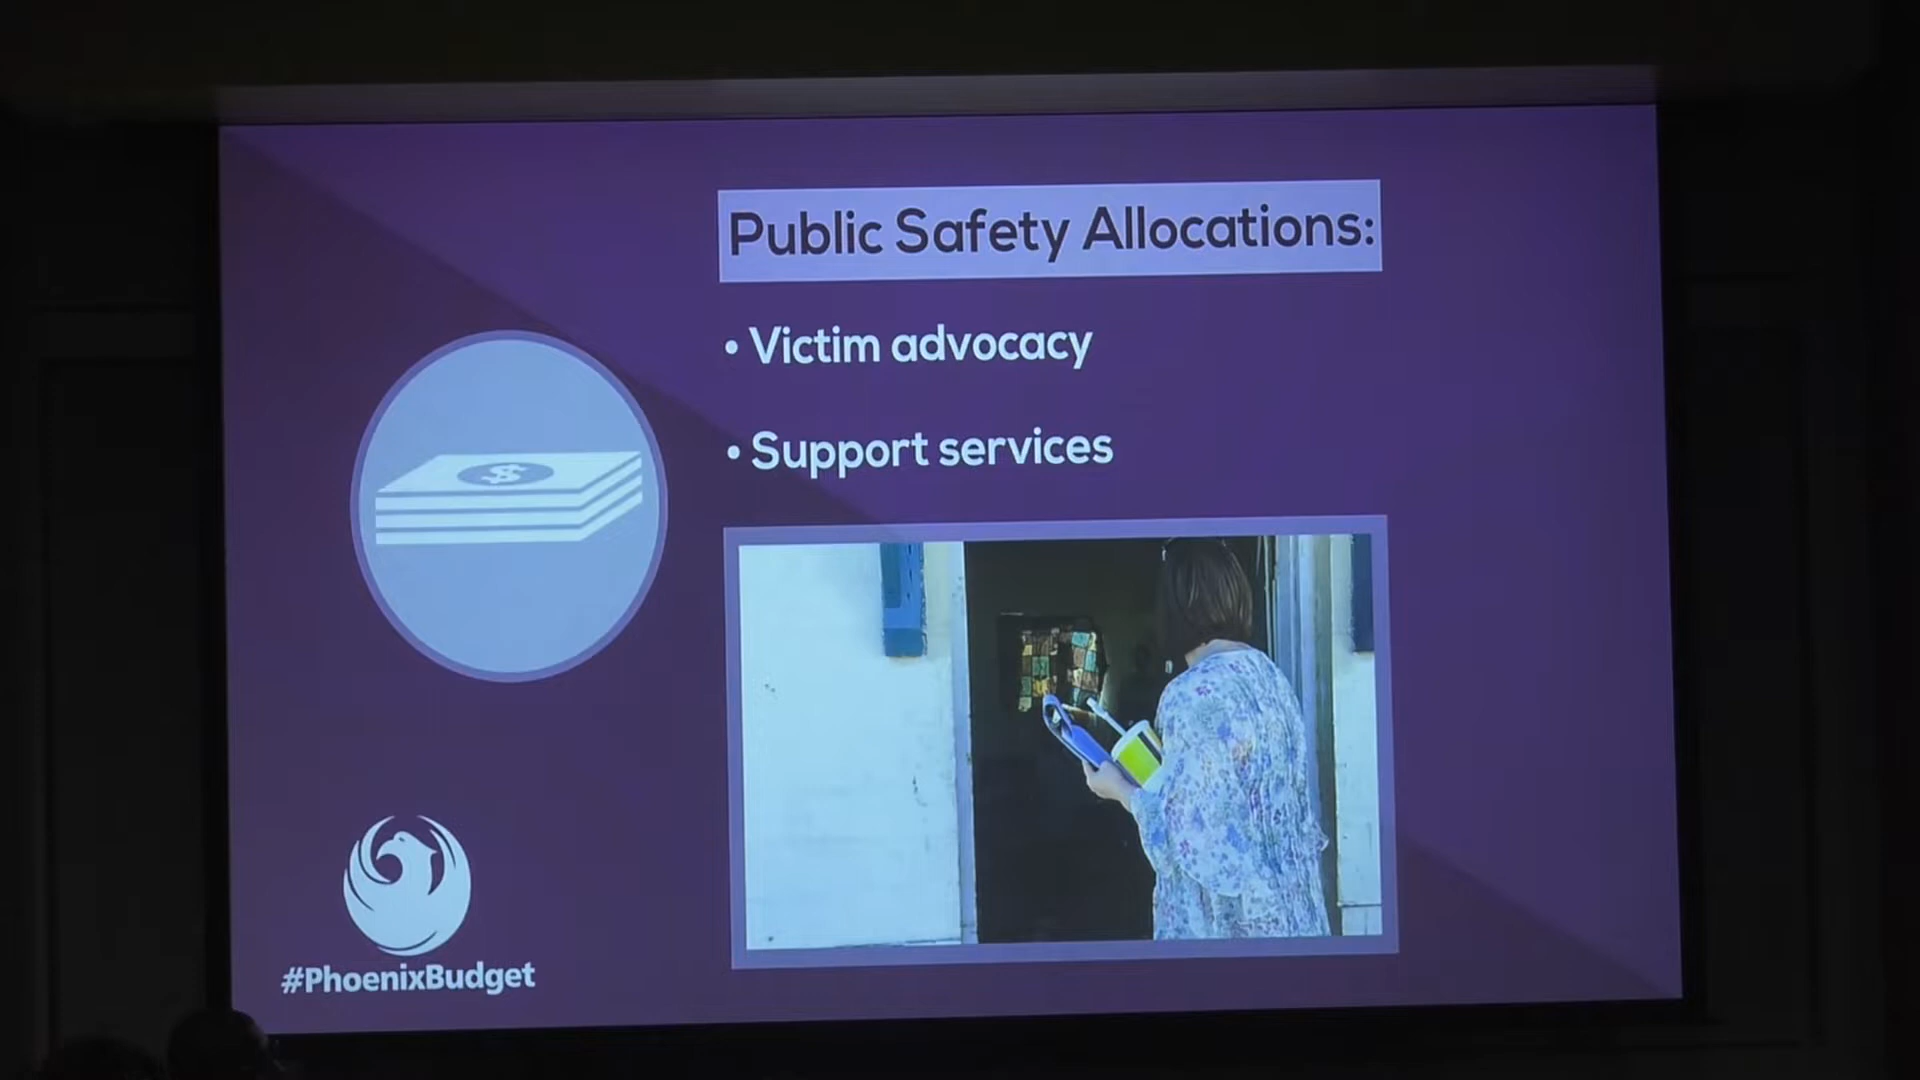 Public Safety Allocations:
• Victim advocacy
• Support services
$
#PhoenixBudget